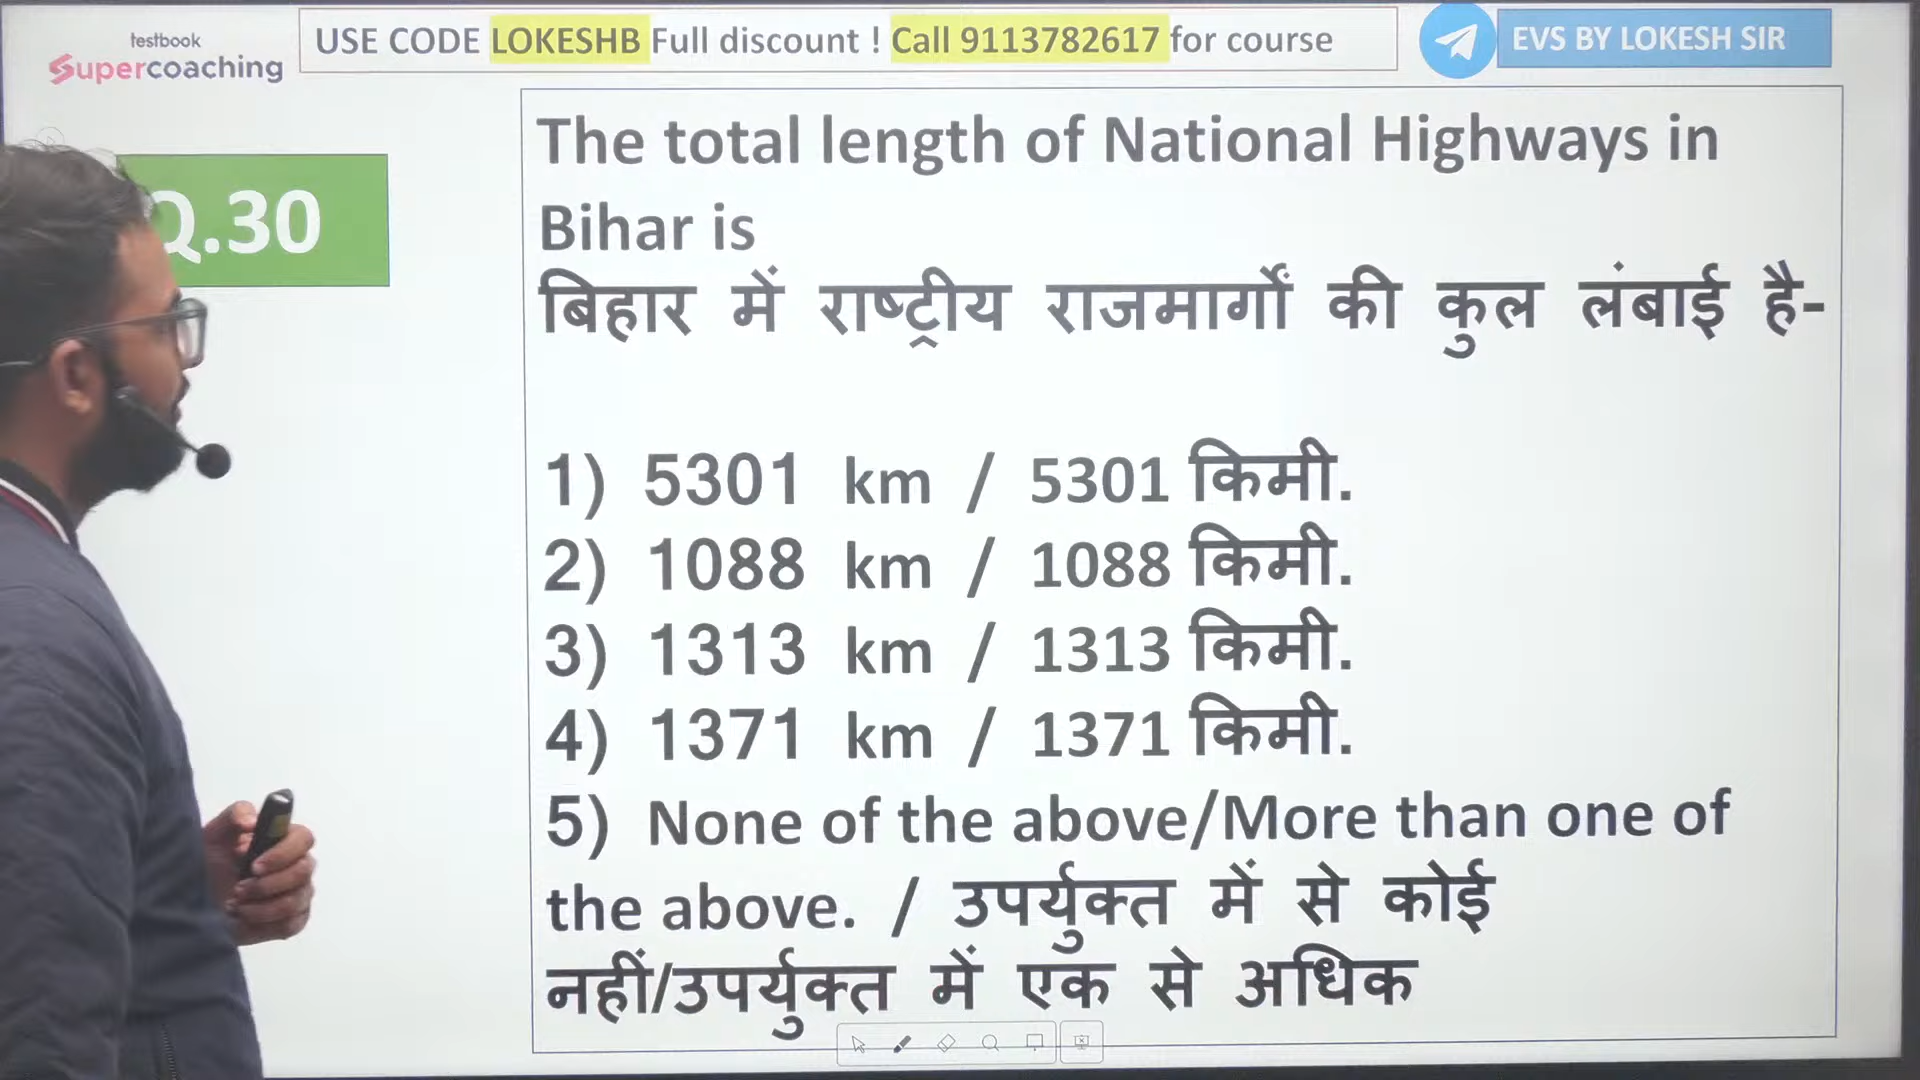 testbook
Supercoaching
USE CODE LOKESHB Full discount ! Call 9113782617 for course
EVS BY LOKESH SIR
Q.30
The total length of National Highways in
Bihar is
बिहार में राष्ट्रीय राजमार्गों की कुल लंबाई है-
1) 5301 km / 5301 किमी.
2) 1088 km / 1088 किमी.
3) 1313 km / 1313 किमी.
4) 1371 km / 1371 किमी.
5) None of the above/More than one of
the above. / उपर्युक्त में से कोई
नहीं/उपर्युक्त में एक से अधिक